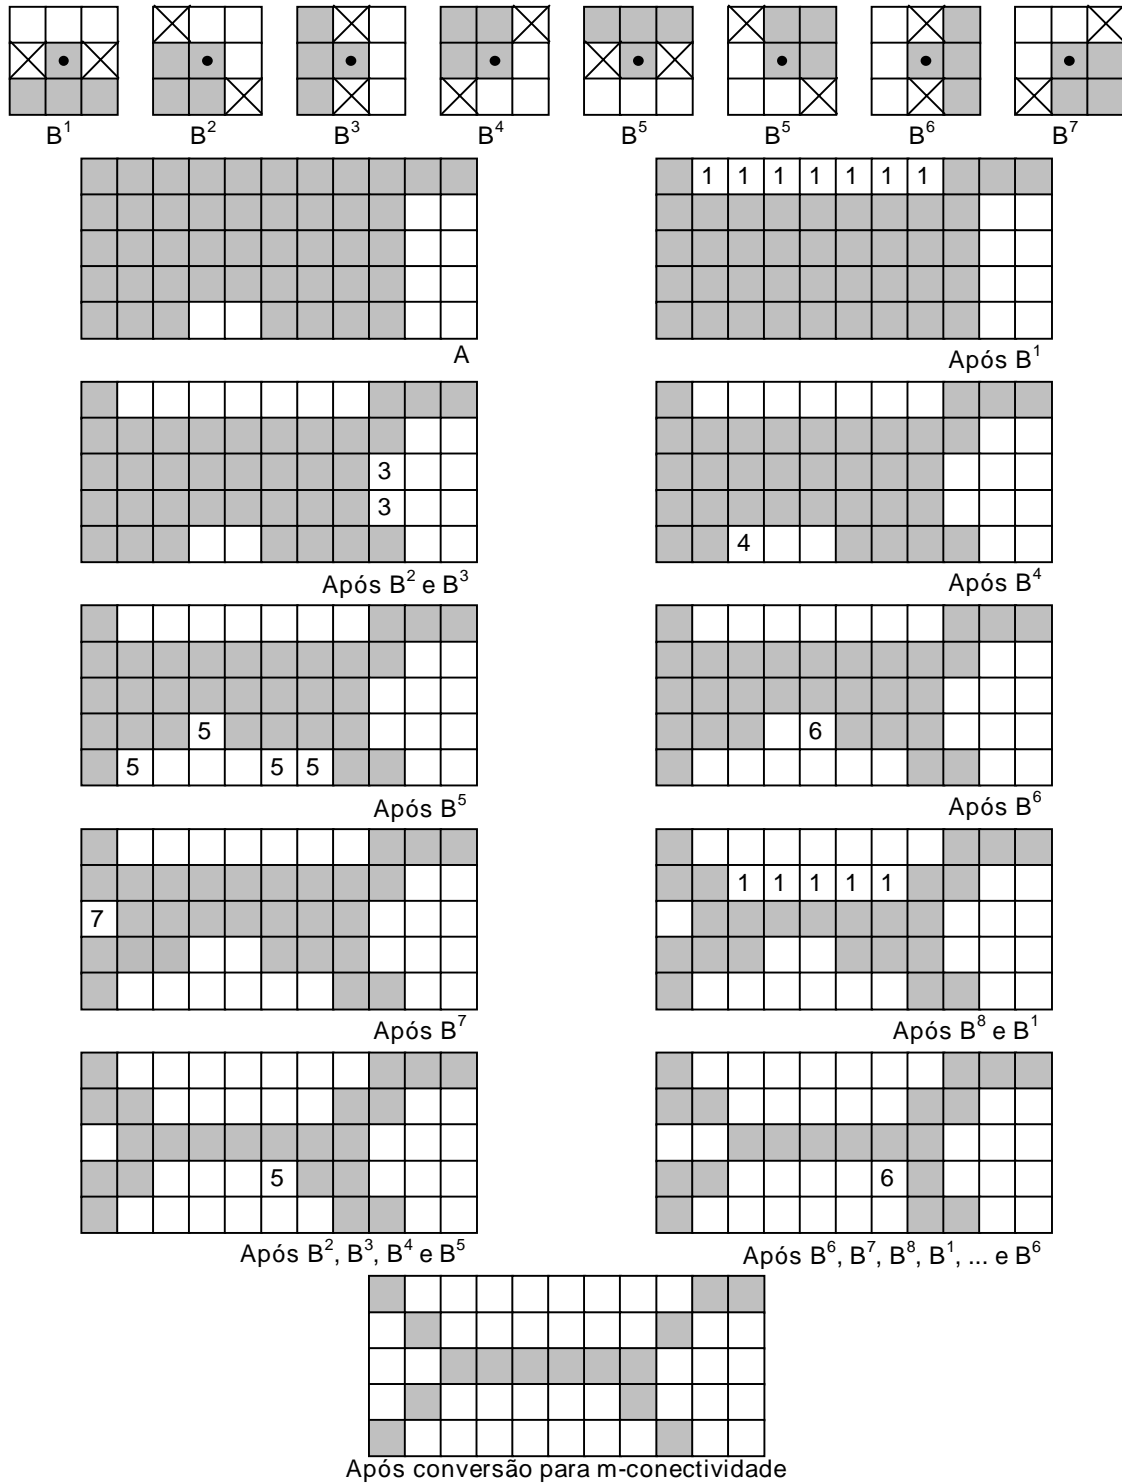 B¹ B² B³ B⁴ B⁵ B⁵ B⁶ B⁷
1 1 1 1 1 1 1
A
Após B¹
3
3
4
Após B² e B³
Após B⁴
5
5 5 5
6
Após B⁵
Após B⁶
7
1 1 1 1 1
Após B⁷
Após B⁸ e B¹
5
6
Após B², B³, B⁴ e B⁵
Após B⁶, B⁷, B⁸, B¹, ... e B⁶
Após conversão para m-conectividade